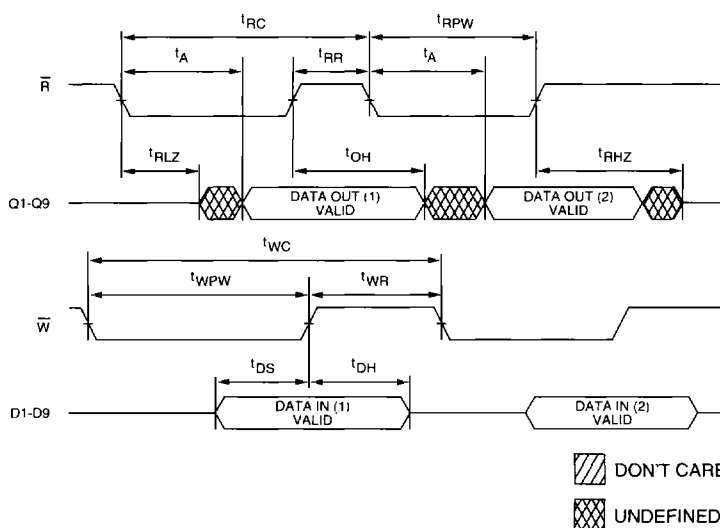 tRC
tRPW
tA
tRR
tA
R
tRLZ
tOH
tRHZ
Q1-Q9
DATA OUT (1)
VALID
DATA OUT (2)
VALID
tWC
tWPW
tWR
W
tDS
tDH
D1-D9
DATA IN (1)
VALID
DATA IN (2)
VALID
DON'T CARE
UNDEFINED